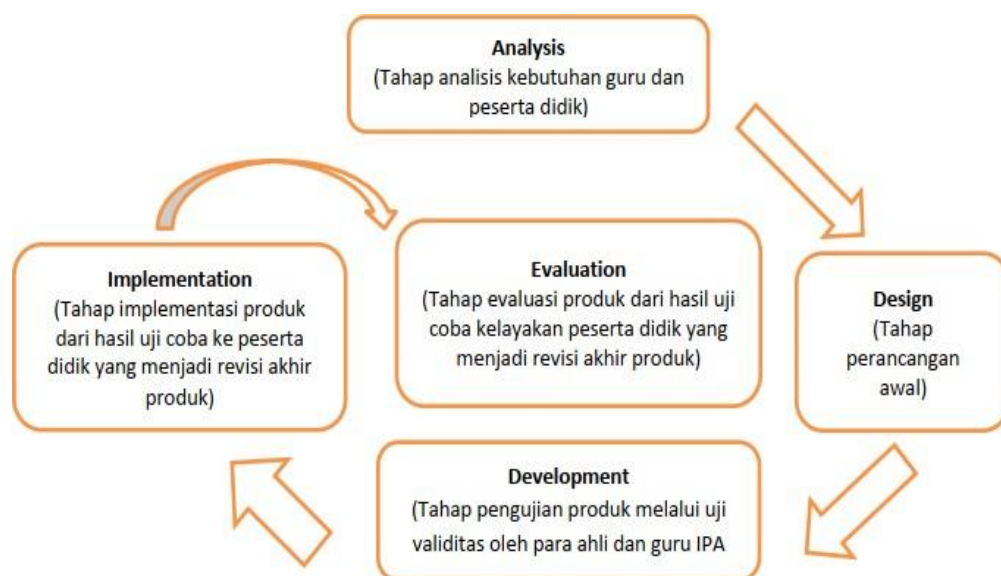 Analysis
(Tahap analisis kebutuhan guru dan
peserta didik)
Implementation
(Tahap implementasi produk
dari hasil uji coba ke peserta
didik yang menjadi revisi akhir
produk)
Evaluation
(Tahap evaluasi produk dari hasil uji
coba kelayakan peserta didik yang
menjadi revisi akhir produk)
Design
(Tahap
perancangan
awal)
Development
(Tahap pengujian produk melalui uji
validitas oleh para ahli dan guru IPA